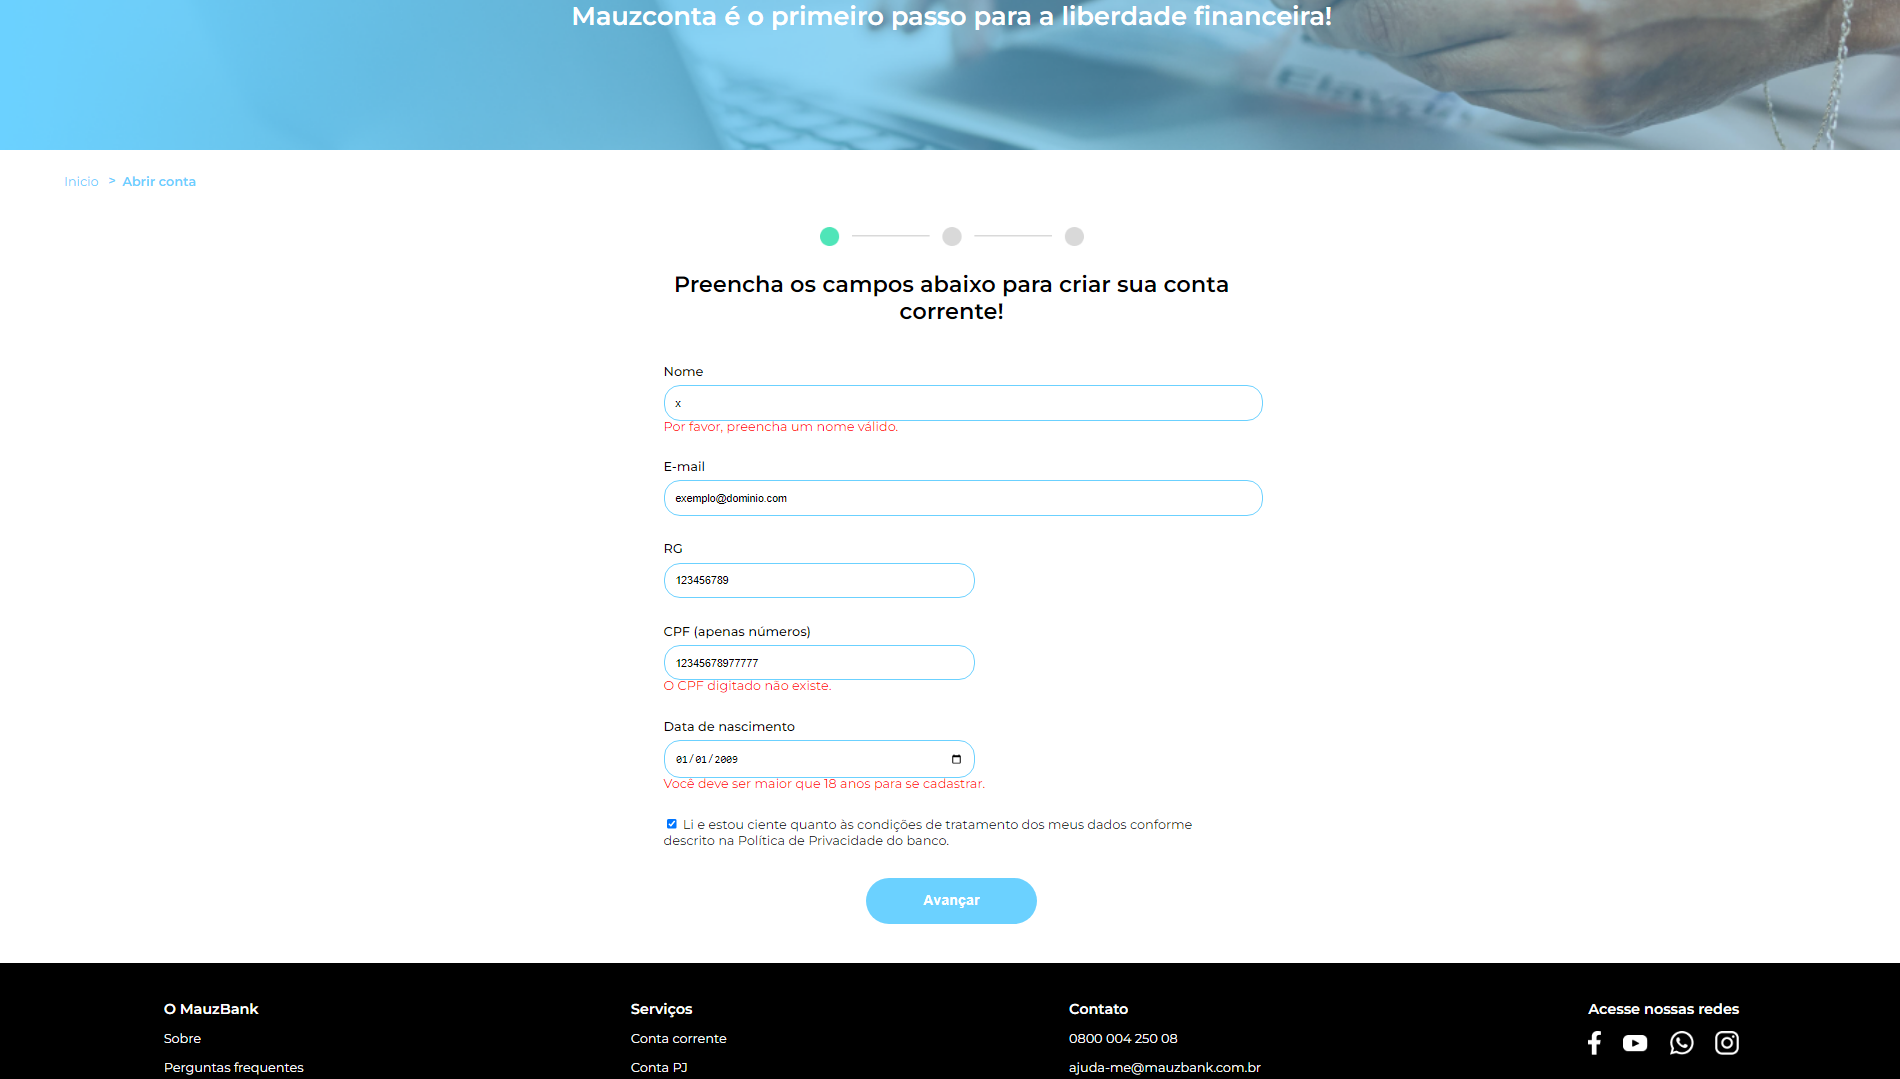 Mauzconta é o primeiro passo para a liberdade financeira!
Inicio > Abrir conta
Preencha os campos abaixo para criar sua conta
corrente!
Nome
x
Por favor, preencha um nome válido.
E-mail
exemplo@dominio.com
RG
123456789
CPF (apenas números)
12345678977777
O CPF digitado não existe.
Data de nascimento
01/01/2009
Você deve ser maior que 18 anos para se cadastrar.
Li e estou ciente quanto às condições de tratamento dos meus dados conforme
descrito na Política de Privacidade do banco.
Avançar
O MauzBank
Sobre
Perguntas frequentes
Serviços
Conta corrente
Conta PJ
Contato
0800 004 250 08
ajuda-me@mauzbank.com.br
Acesse nossas redes